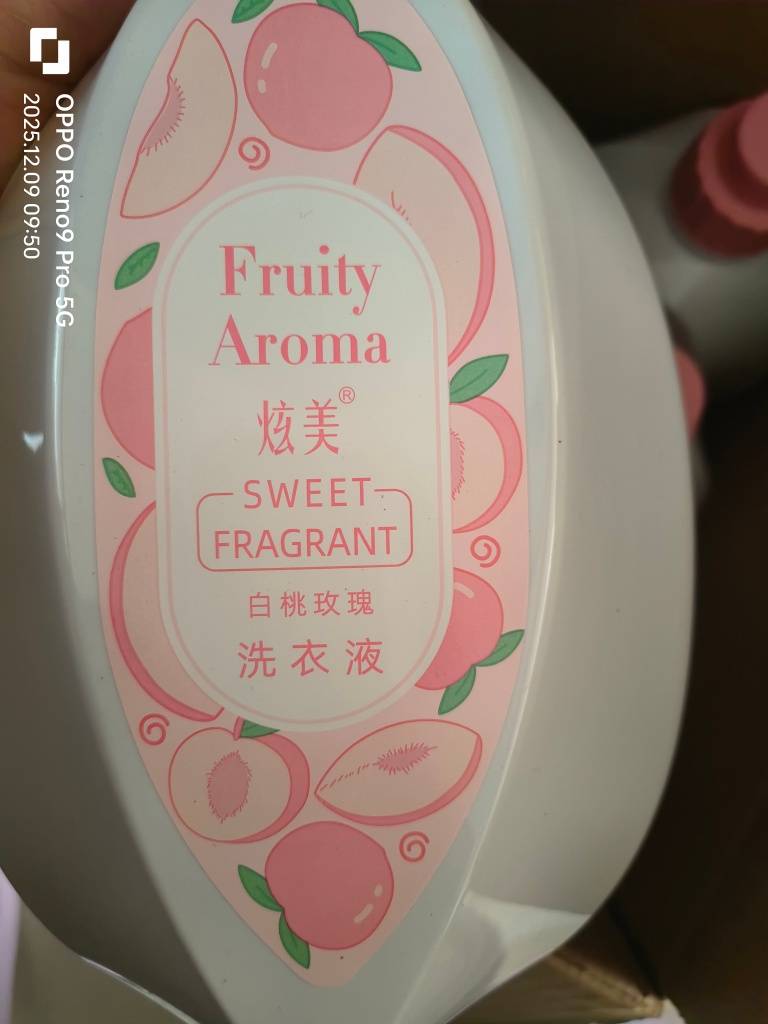 OPPO Reno9 Pro 5G
2025.12.09 09:50
Fruity
Aroma
炫美®
SWEET
FRAGRANT
白桃玫瑰
洗衣液